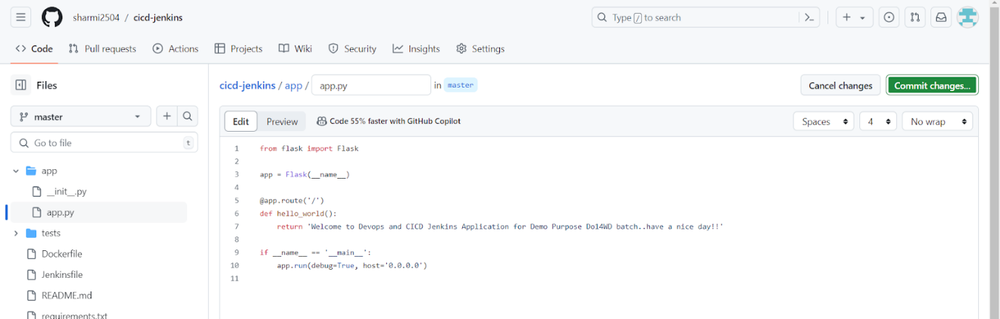 sharmi2504 / cicd-jenkins
Type / to search
Code Pull requests Actions Projects Wiki Security Insights Settings
Files
cicd-jenkins / app / app.py in master
Cancel changes Commit changes...
master
Edit Preview Code 55% faster with GitHub Copilot
Spaces 4 No wrap
Go to file t
app
__init__.py
app.py
tests
Dockerfile
Jenkinsfile
README.md
requirements.txt
1 from flask import Flask
2
3 app = Flask(__name__)
4
5 @app.route('/')
6 def hello_world():
7 return 'Welcome to Devops and CICD Jenkins Application for Demo Purpose Do14WD batch..have a nice day!!'
8
9 if __name__ == '__main__':
10 app.run(debug=True, host='0.0.0.0')
11